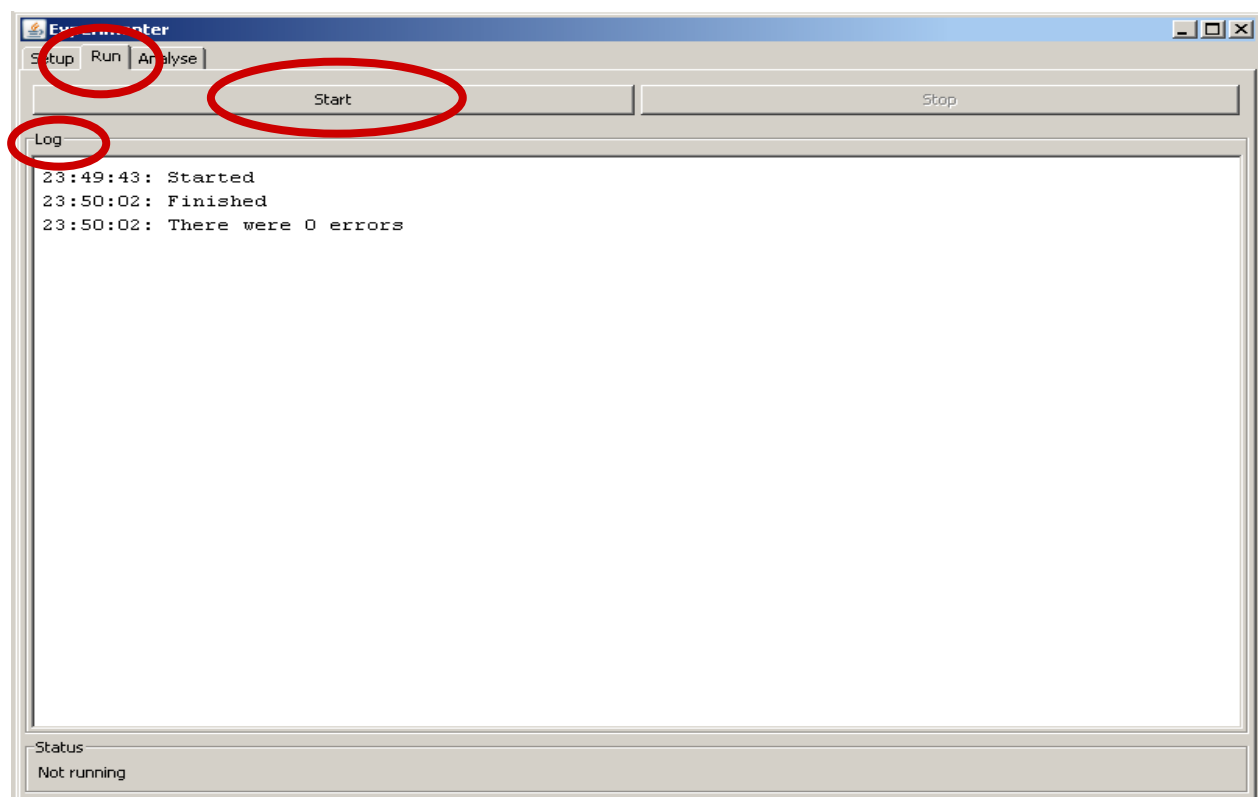 Experimenter
Setup Run Analyse
Start Stop
Log
23:49:43: Started
23:50:02: Finished
23:50:02: There were 0 errors
Status
Not running